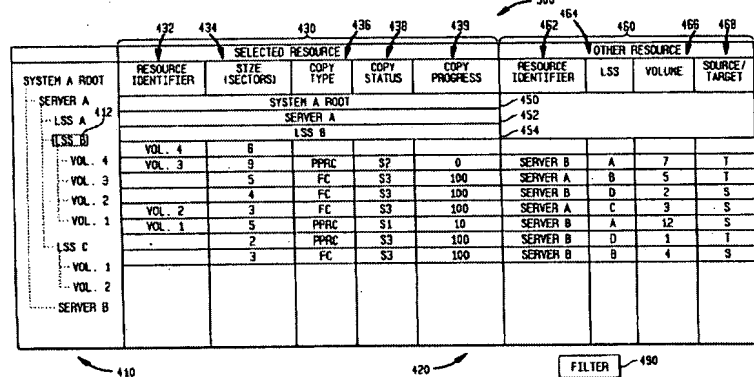 432 434 430 436 438 439 462 464 460 466 468
SELECTED RESOURCE OTHER RESOURCE
RESOURCE IDENTIFIER SIZE (SECTORS) COPY TYPE COPY STATUS COPY PROGRESS RESOURCE IDENTIFIER LSS VOLUME SOURCE/ TARGET
SYSTEM A ROOT
SERVER A
LSS A
412
LSS B
VOL. 4
VOL. 3
VOL. 2
VOL. 1
LSS C
VOL. 1
VOL. 2
SERVER B
SYSTEM A ROOT 450
SERVER A 452
LSS B 454
VOL. 4 6
VOL. 3 9 PPRC S2 0 SERVER B A 7 T
5 FC S3 100 SERVER A B 5 T
4 FC S3 100 SERVER B D 2 S
VOL. 2 3 FC S3 100 SERVER A C 3 S
VOL. 1 5 PPRC S1 10 SERVER B A 12 S
2 PPRC S3 100 SERVER B D 1 T
3 FC S3 100 SERVER B B 4 S
410 420 FILTER 490